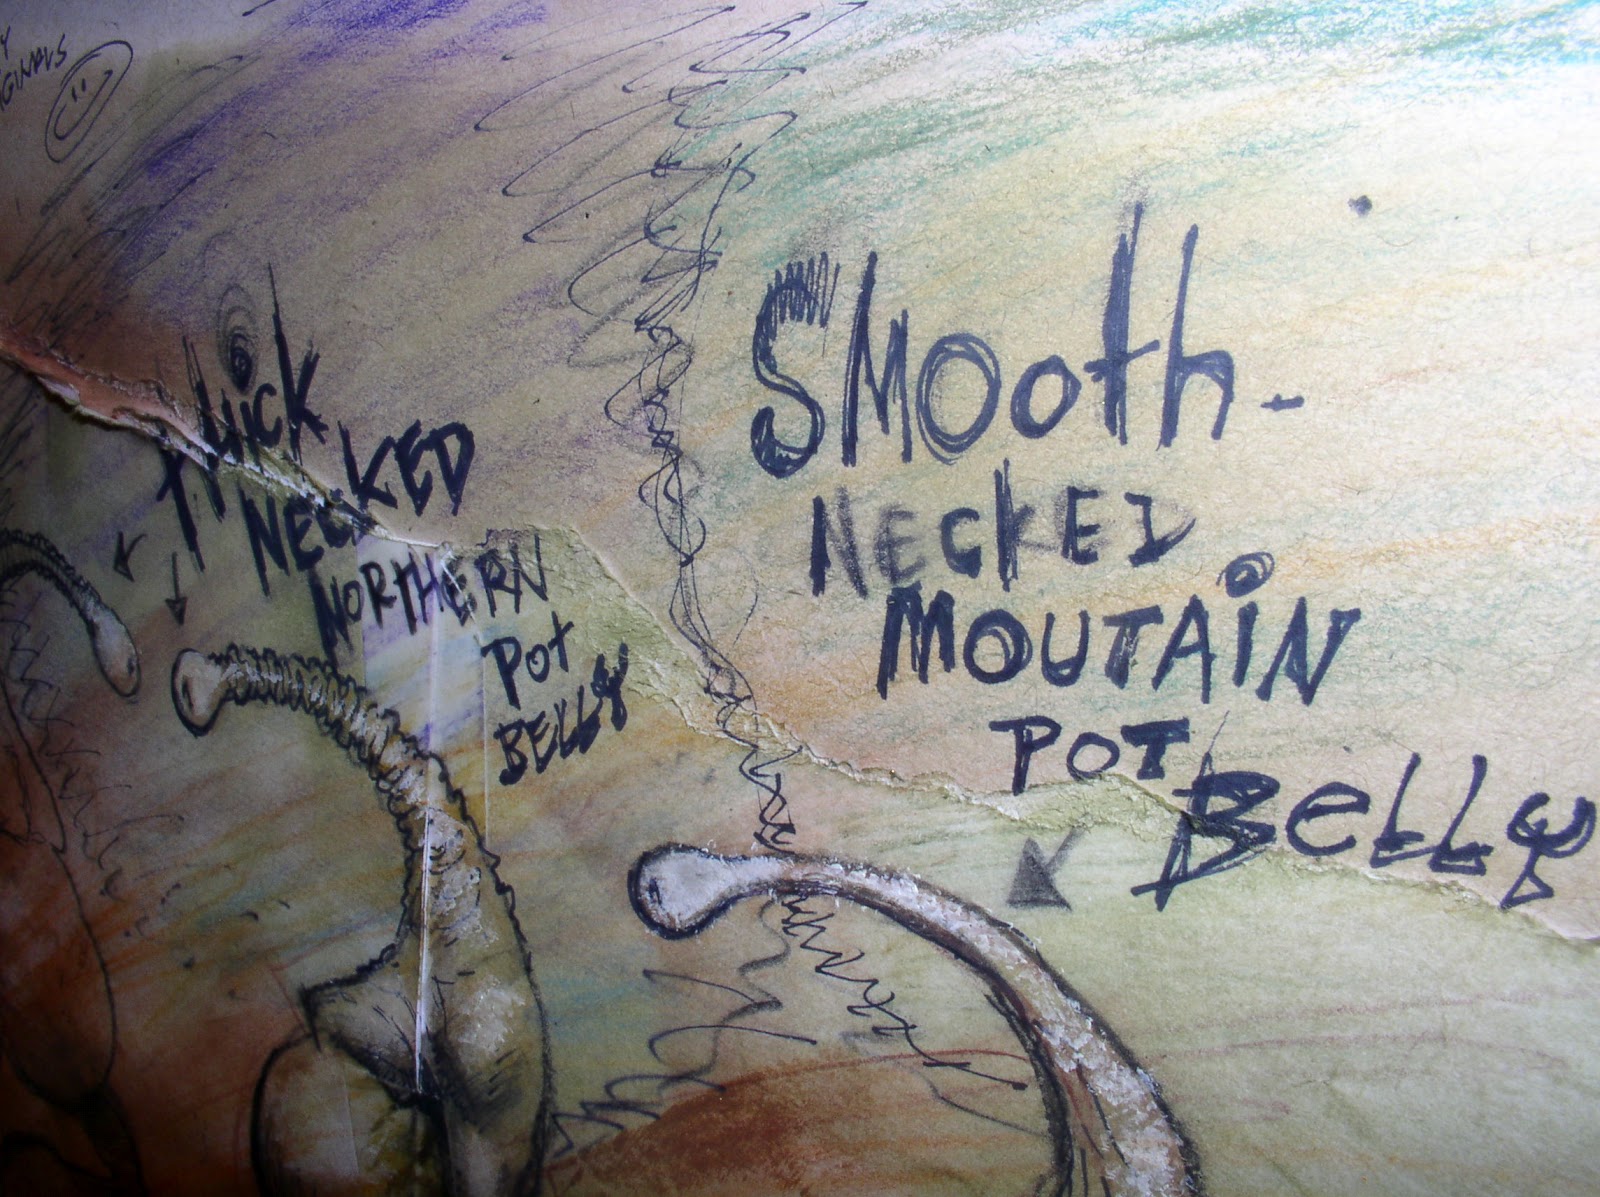 Thick
NECKED
NORTHERN
Pot
BELLY
Smooth-
NECKED
MOUTAiN
POT
BeLLy